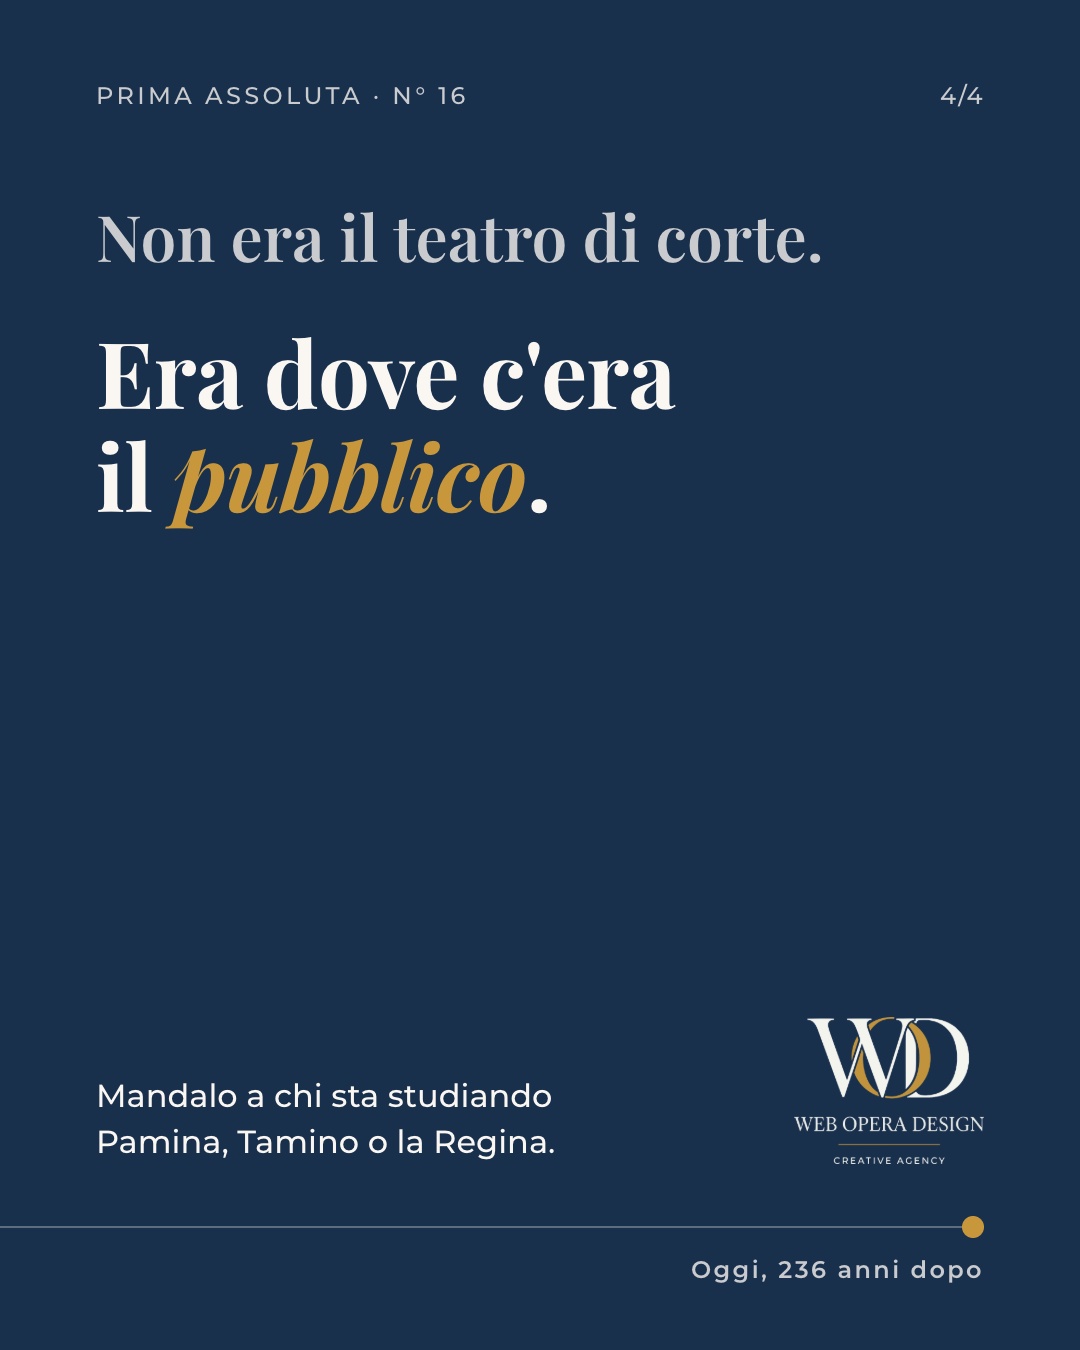 PRIMA ASSOLUTA · N° 16
4/4
Non era il teatro di corte.
Era dove c'era
il pubblico.
Mandalo a chi sta studiando
Pamina, Tamino o la Regina.
WOD
WEB OPERA DESIGN
CREATIVE AGENCY
Oggi, 236 anni dopo